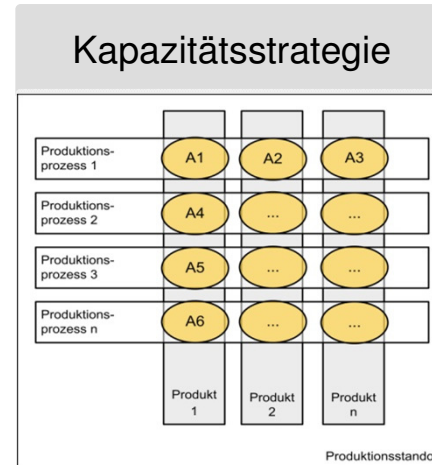 Kapazitätsstrategie
Produktions-
prozess 1
A1
A2
A3
Produktions-
prozess 2
A4
...
...
Produktions-
prozess 3
A5
...
...
Produktions-
prozess n
A6
...
...
Produkt
1
Produkt
2
Produkt
n
Produktionsstando